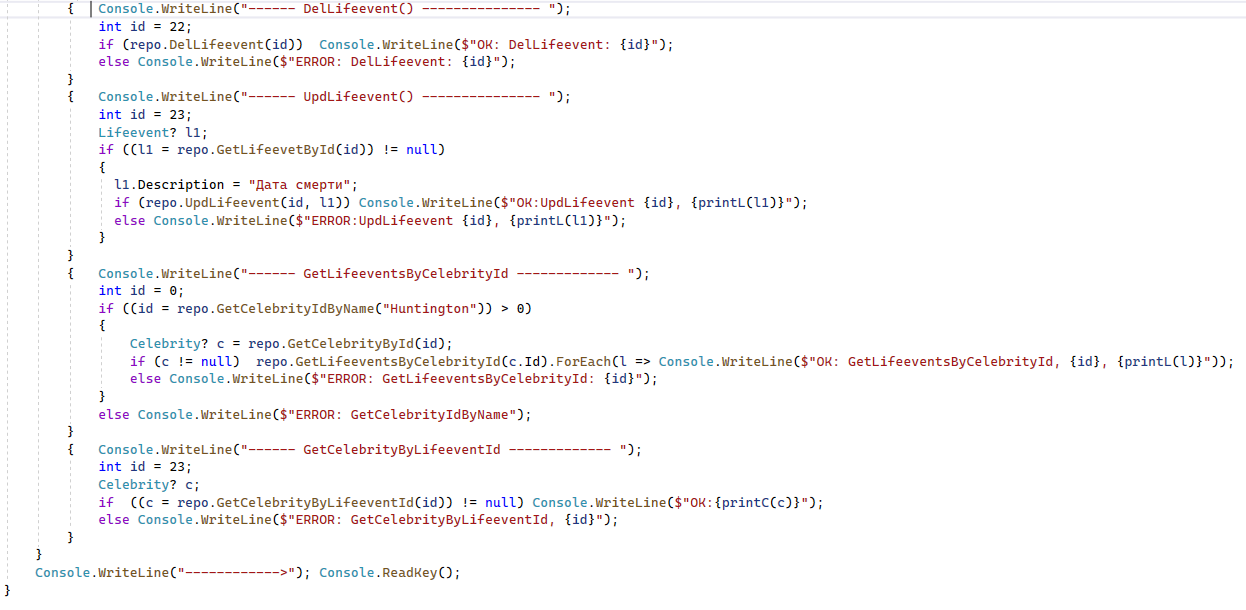 {   Console.WriteLine("------ DelLifeevent() --------------- ");
    int id = 22;
    if (repo.DelLifeevent(id))  Console.WriteLine($"OK: DelLifeevent: {id}");
    else Console.WriteLine($"ERROR: DelLifeevent: {id}");
}
{   Console.WriteLine("------ UpdLifeevent() --------------- ");
    int id = 23;
    Lifeevent? l1;
    if ((l1 = repo.GetLifeevetById(id)) != null)
    {
      l1.Description = "Дата смерти";
      if (repo.UpdLifeevent(id, l1)) Console.WriteLine($"OK:UpdLifeevent {id}, {printL(l1)}");
      else Console.WriteLine($"ERROR:UpdLifeevent {id}, {printL(l1)}");
    }
}
{   Console.WriteLine("------ GetLifeeventsByCelebrityId ------------- ");
    int id = 0;
    if ((id = repo.GetCelebrityIdByName("Huntington")) > 0)
    {
        Celebrity? c = repo.GetCelebrityById(id);
        if (c != null)  repo.GetLifeeventsByCelebrityId(c.Id).ForEach(l => Console.WriteLine($"OK: GetLifeeventsByCelebrityId, {id}, {printL(l)}"));
        else Console.WriteLine($"ERROR: GetLifeeventsByCelebrityId: {id}");
    }
    else Console.WriteLine($"ERROR: GetCelebrityIdByName");
}
{   Console.WriteLine("------ GetCelebrityByLifeeventId ------------- ");
    int id = 23;
    Celebrity? c;
    if  ((c = repo.GetCelebrityByLifeeventId(id)) != null) Console.WriteLine($"OK:{printC(c)}");
    else Console.WriteLine($"ERROR: GetCelebrityByLifeeventId, {id}");
}
}
Console.WriteLine("------------>"); Console.ReadKey();
}